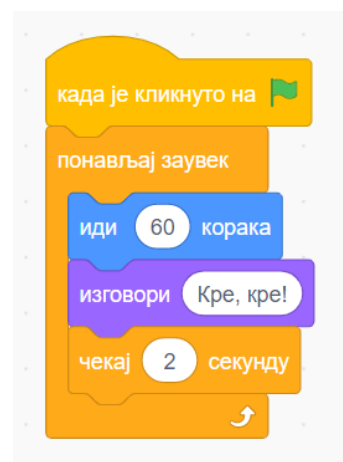 када је кликнуто на
понављај заувек
иди 60 корака
изговори Кре, кре!
чекај 2 секунду